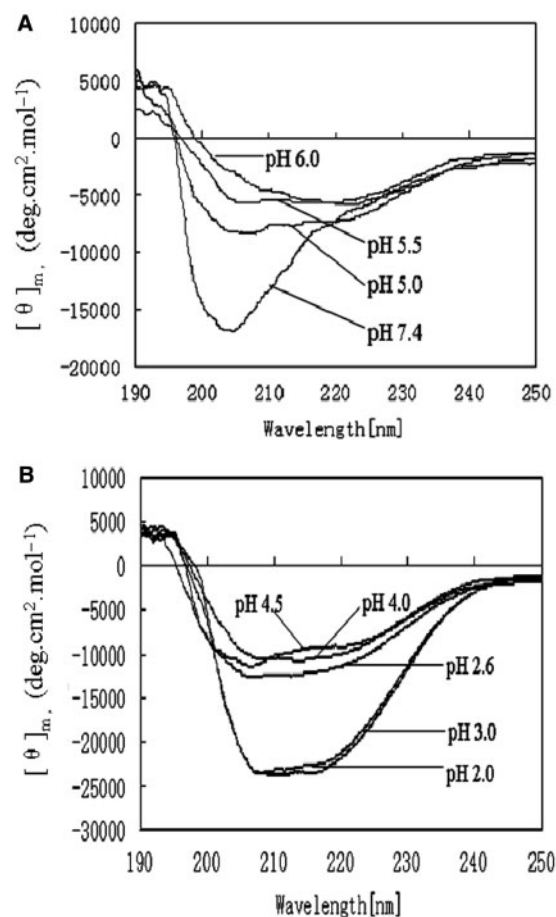 A
[θ]m, (deg.cm².mol⁻¹)
10000
5000
0
-5000
-10000
-15000
-20000
pH 6.0
pH 5.5
pH 5.0
pH 7.4
190 200 210 220 230 240 250
Wavelength[nm]
B
[θ]m, (deg.cm².mol⁻¹)
10000
5000
0
-5000
-10000
-15000
-20000
-25000
-30000
pH 4.5
pH 4.0
pH 2.6
pH 3.0
pH 2.0
190 200 210 220 230 240 250
Wavelength[nm]